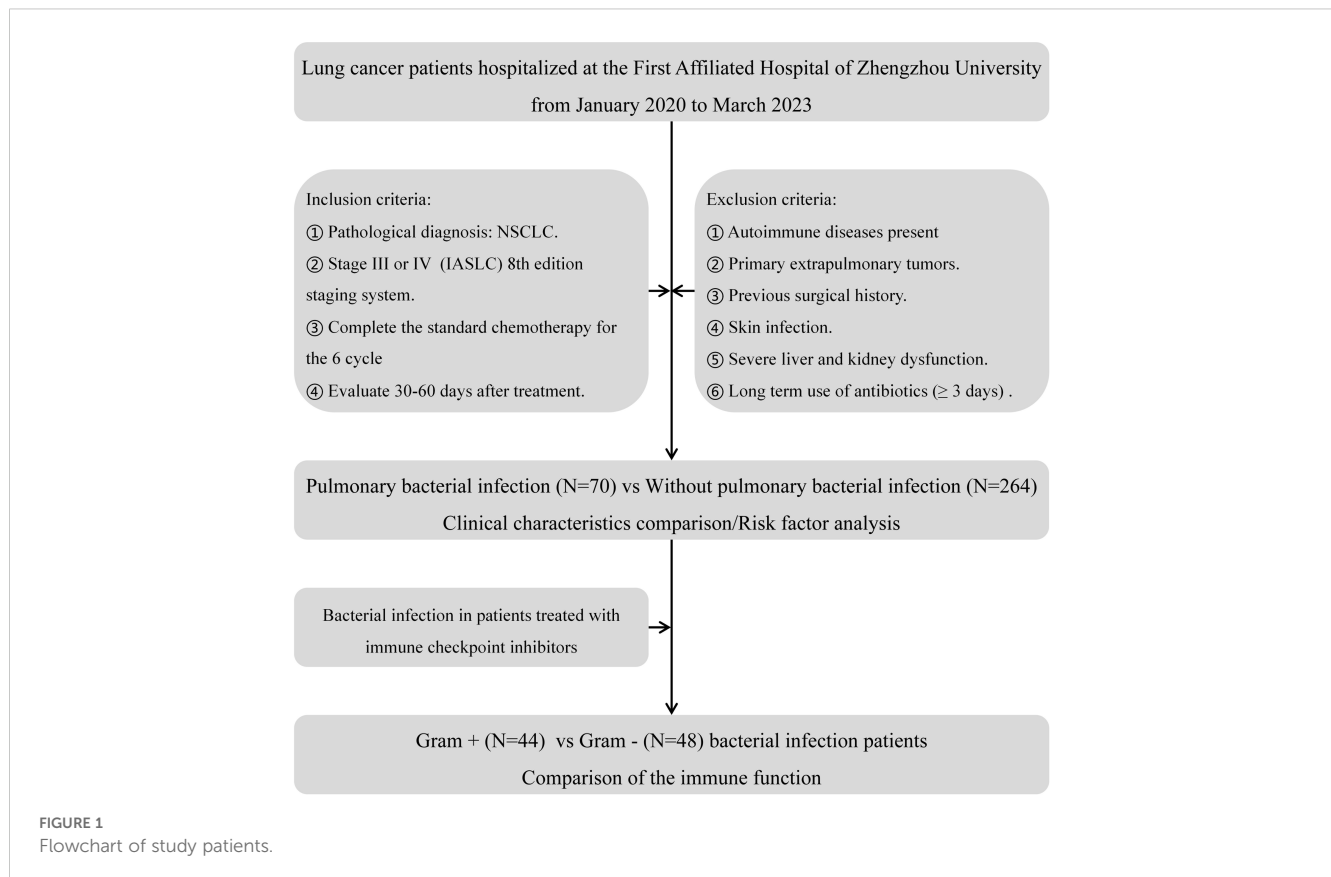 Lung cancer patients hospitalized at the First Affiliated Hospital of Zhengzhou University
from January 2020 to March 2023
Inclusion criteria:
① Pathological diagnosis: NSCLC.
② Stage III or IV (IASLC) 8th edition
staging system.
③ Complete the standard chemotherapy for
the 6 cycle
④ Evaluate 30-60 days after treatment.
Exclusion criteria:
① Autoimmune diseases present
② Primary extrapulmonary tumors.
③ Previous surgical history.
④ Skin infection.
⑤ Severe liver and kidney dysfunction.
⑥ Long term use of antibiotics (≥ 3 days) .
Pulmonary bacterial infection (N=70) vs Without pulmonary bacterial infection (N=264)
Clinical characteristics comparison/Risk factor analysis
Bacterial infection in patients treated with
immune checkpoint inhibitors
Gram + (N=44) vs Gram - (N=48) bacterial infection patients
Comparison of the immune function
FIGURE 1
Flowchart of study patients.